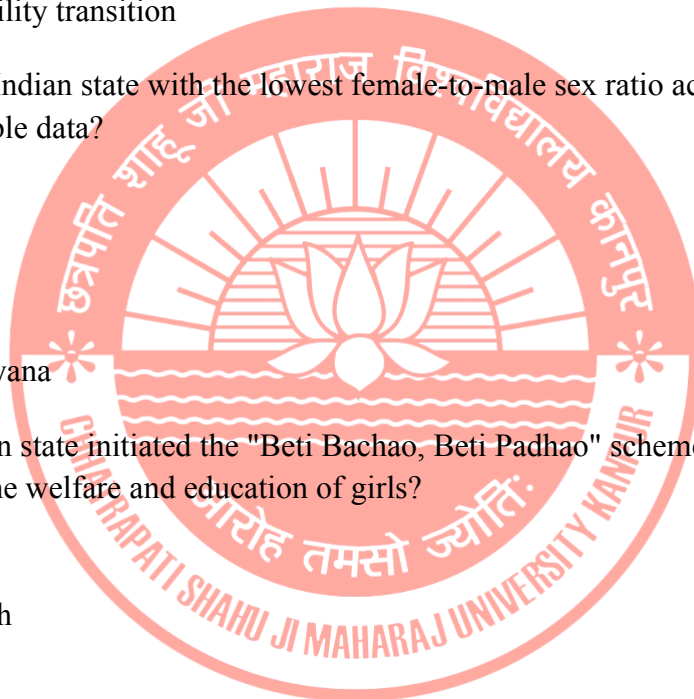 ility transition
Indian state with the lowest female-to-male sex ratio ac
ble data?
छत्रपति शाहू जी महाराज विश्वविद्यालय कानपुर
yana
n state initiated the "Beti Bachao, Beti Padhao" scheme
he welfare and education of girls?
आरोह तमसो ज्योतिः
h
CHHATRAPATI SHAHU JI MAHARAJ UNIVERSITY KANPUR